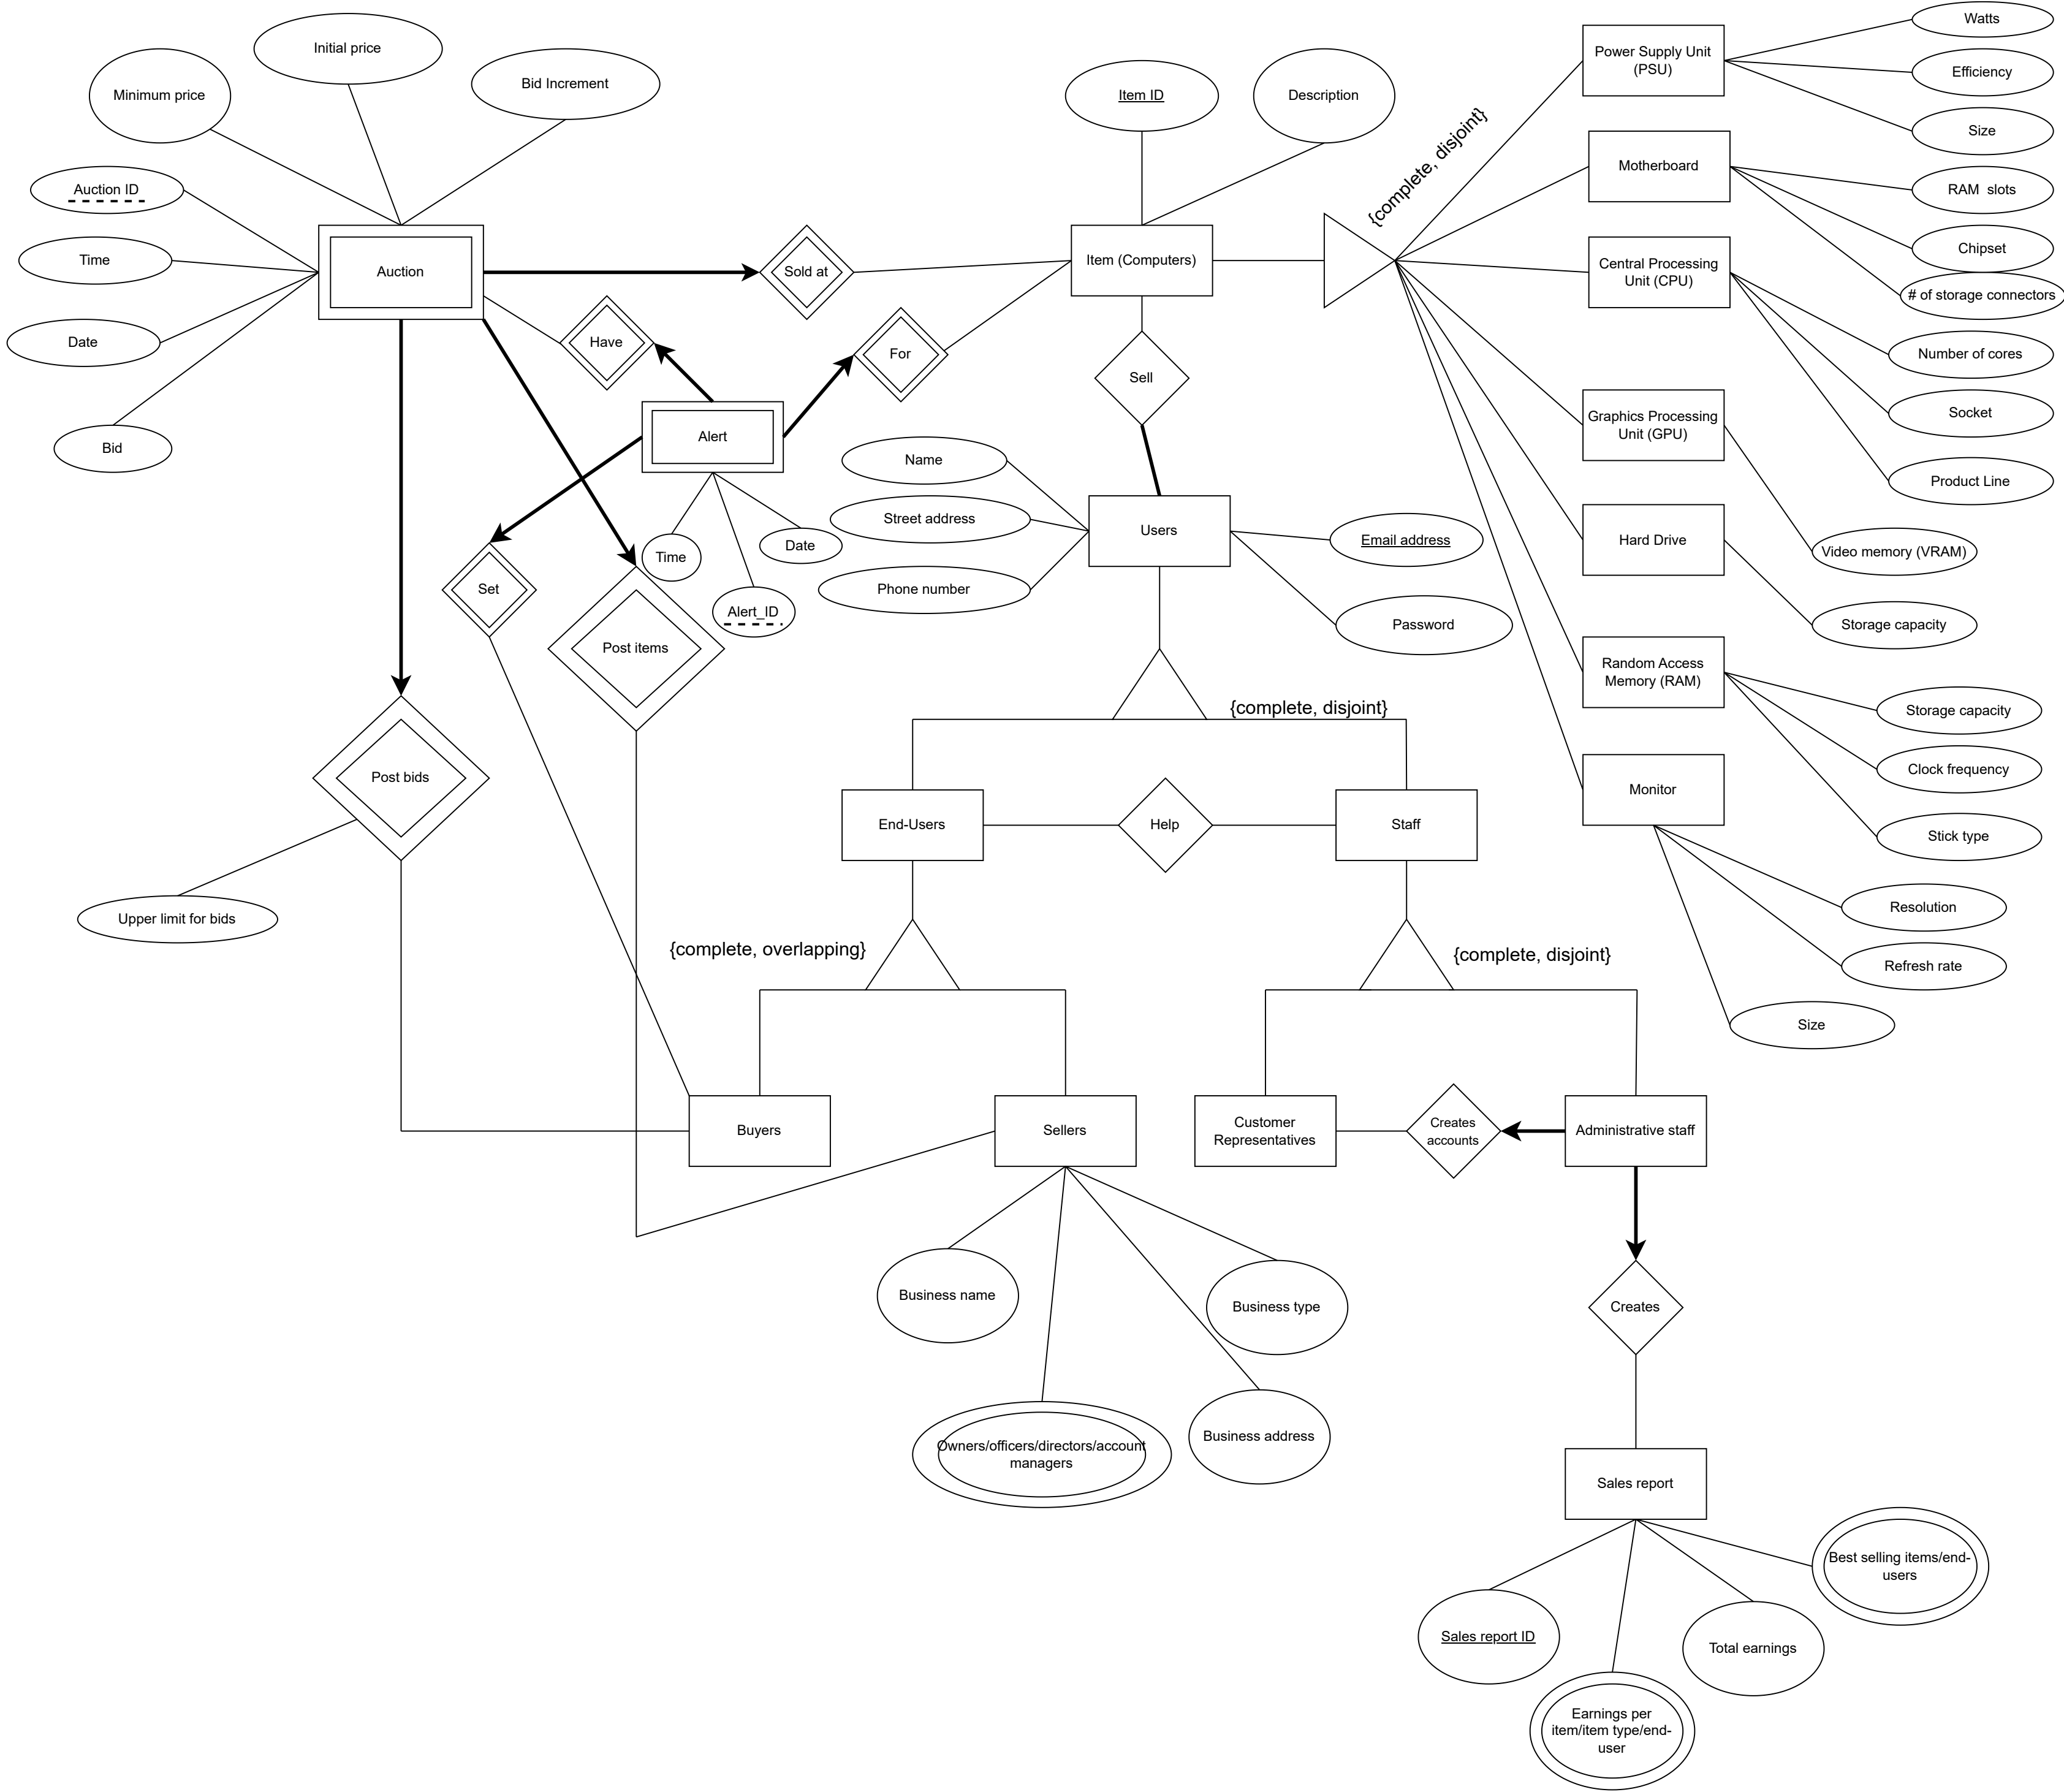 Initial price
Minimum price
Bid Increment
Auction ID
Time
Date
Bid
Auction
Sold at
Have
For
Alert
Set
Time
Date
Alert_ID
Post items
Post bids
Upper limit for bids
Item ID
Description
Item (Computers)
Sell
{complete, disjoint}
Power Supply Unit
(PSU)
Watts
Efficiency
Size
Motherboard
RAM  slots
Chipset
# of storage connectors
Central Processing
Unit (CPU)
Number of cores
Socket
Product Line
Graphics Processing
Unit (GPU)
Video memory (VRAM)
Hard Drive
Storage capacity
Random Access
Memory (RAM)
Storage capacity
Clock frequency
Stick type
Monitor
Resolution
Refresh rate
Size
Name
Street address
Phone number
Users
Email address
Password
{complete, disjoint}
End-Users
Help
Staff
{complete, overlapping}
{complete, disjoint}
Buyers
Sellers
Customer
Representatives
Creates
accounts
Administrative staff
Business name
Business type
Owners/officers/directors/account
managers
Business address
Creates
Sales report
Best selling items/end-
users
Sales report ID
Total earnings
Earnings per
item/item type/end-
user